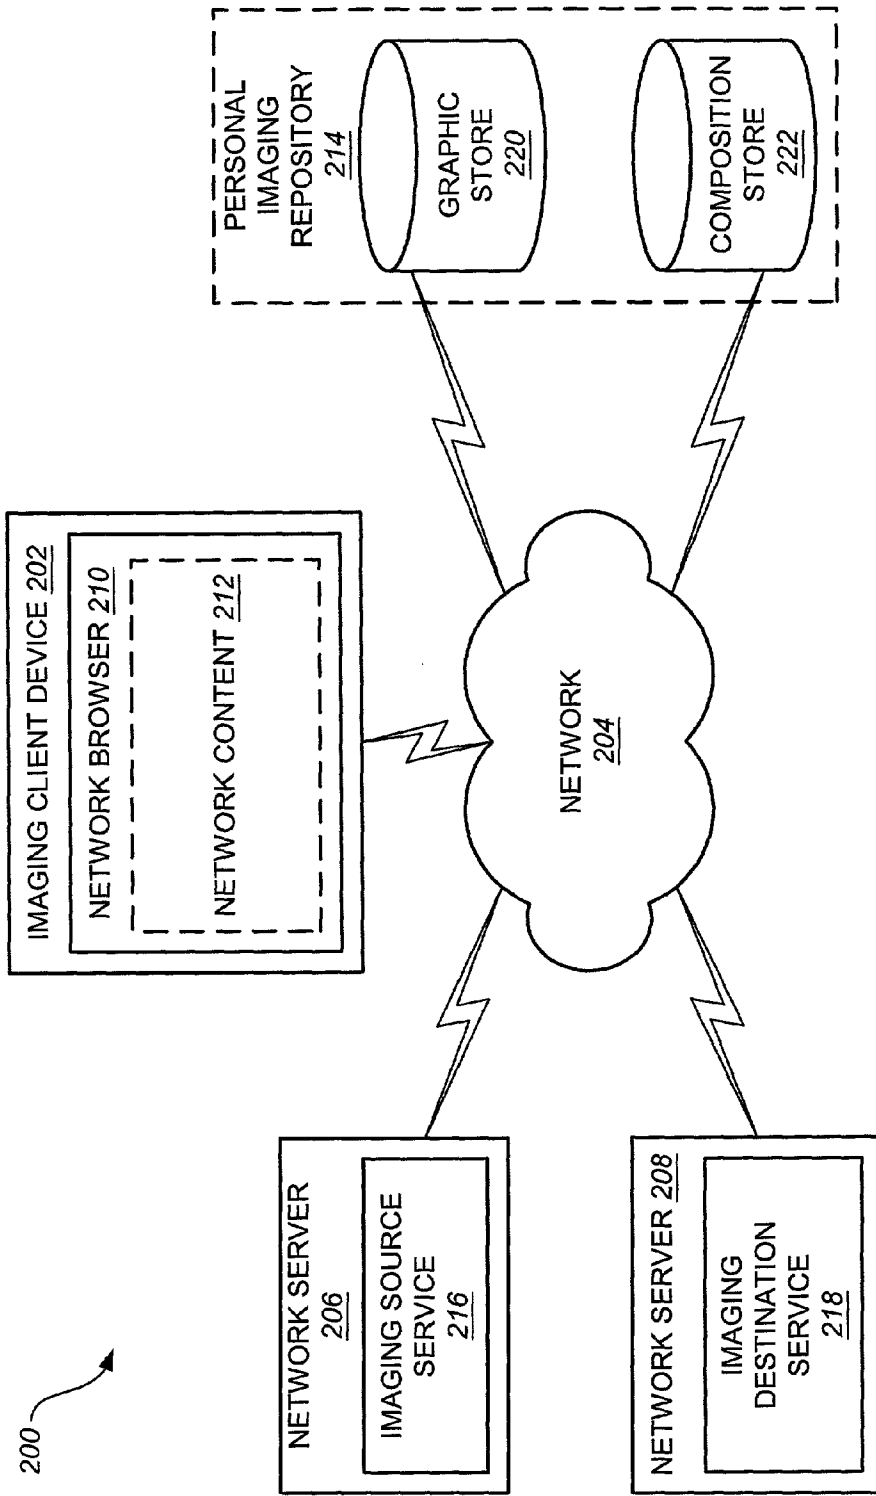 200
IMAGING CLIENT DEVICE 202
NETWORK BROWSER 210
NETWORK CONTENT 212
NETWORK SERVER
206
IMAGING SOURCE
SERVICE
216
NETWORK SERVER 208
IMAGING
DESTINATION
SERVICE
218
NETWORK
204
PERSONAL
IMAGING
REPOSITORY
214
GRAPHIC
STORE
220
COMPOSITION
STORE
222